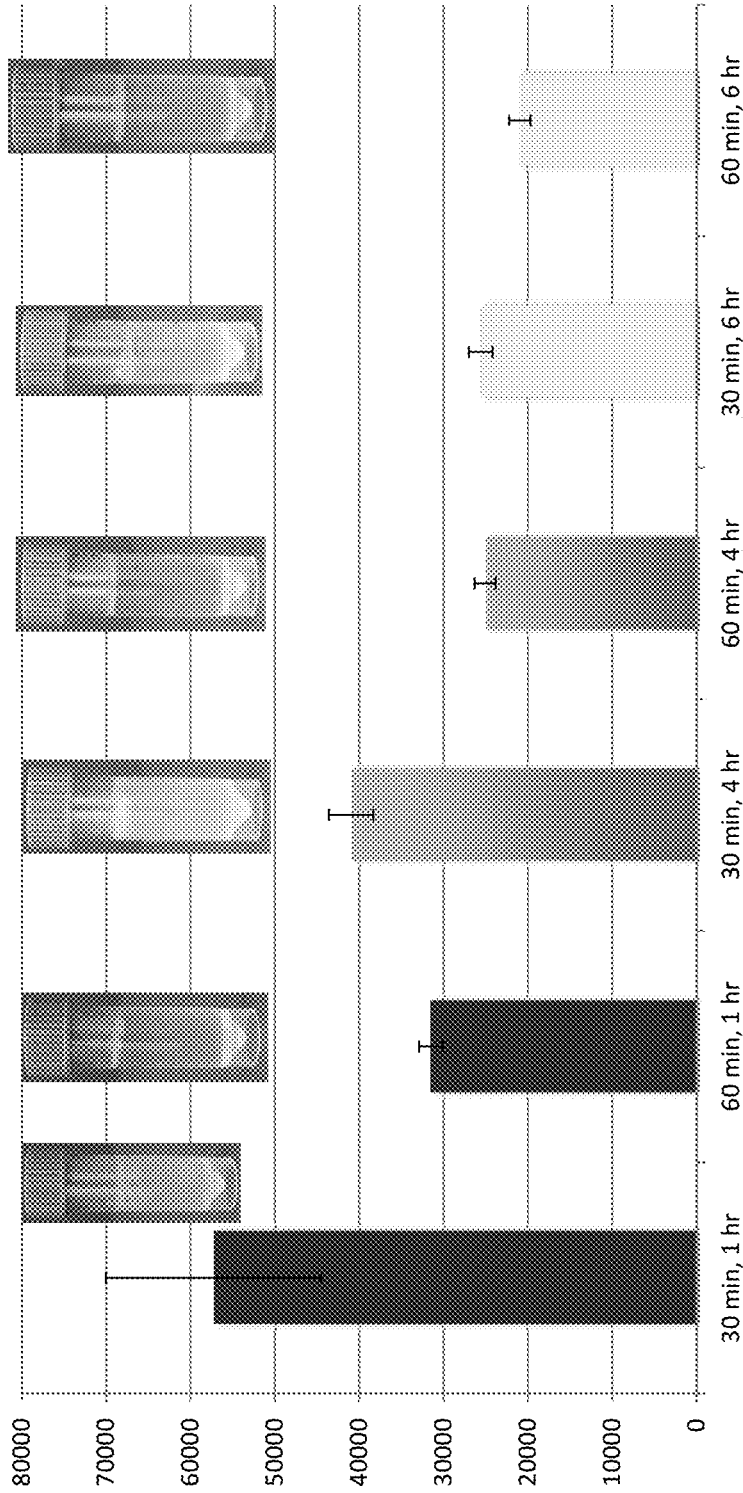 80000
70000
60000
50000
40000
30000
20000
10000
0
30 min, 1 hr
60 min, 1 hr
30 min, 4 hr
60 min, 4 hr
30 min, 6 hr
60 min, 6 hr